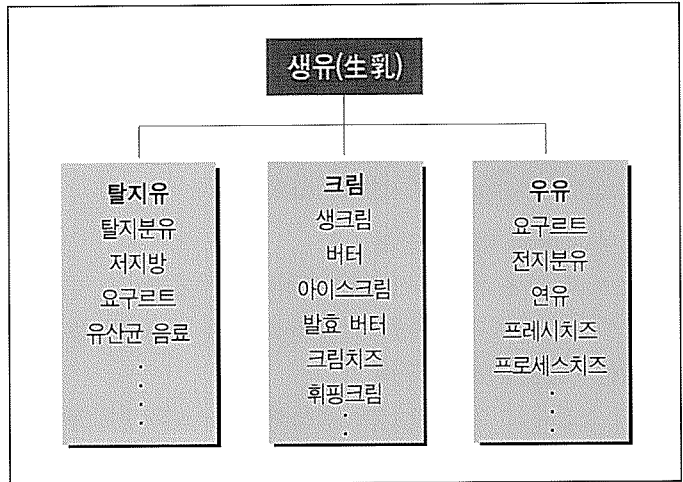 생유(生乳)
탈지유
탈지분유
저지방
요구르트
유산균 음료
·
·
·
·
크림
생크림
버터
아이스크림
발효 버터
크림치즈
휘핑크림
·
·
우유
요구르트
전지분유
연유
프레시치즈
프로세스치즈
·
·
·